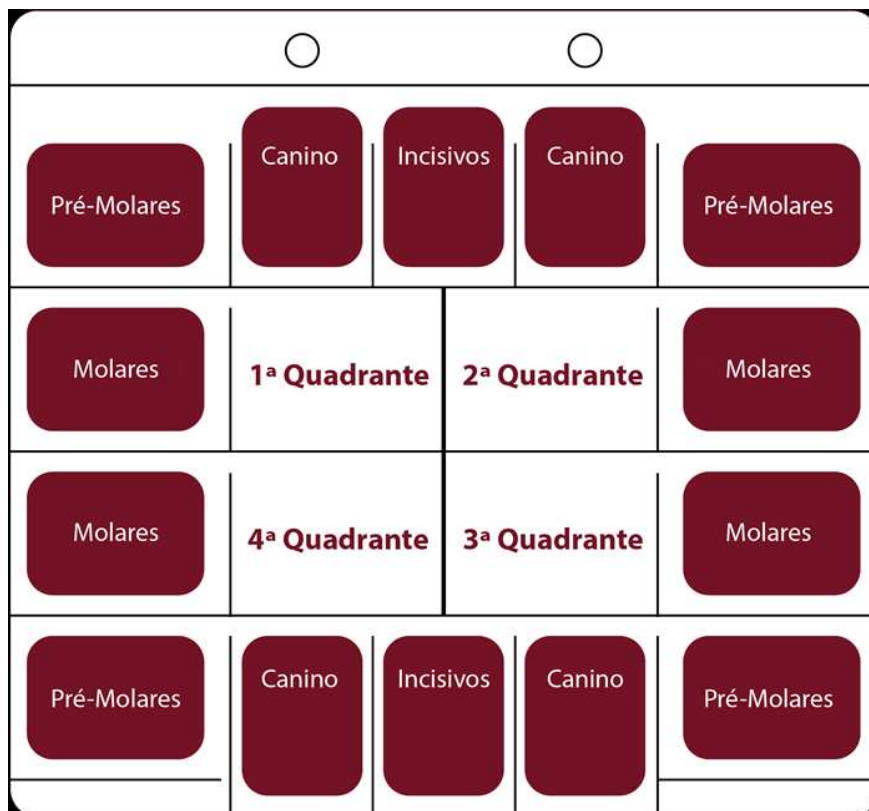 Canino
Incisivos
Canino
Pré-Molares
Pré-Molares
Molares
1ª Quadrante
2ª Quadrante
Molares
Molares
4ª Quadrante
3ª Quadrante
Molares
Pré-Molares
Canino
Incisivos
Canino
Pré-Molares